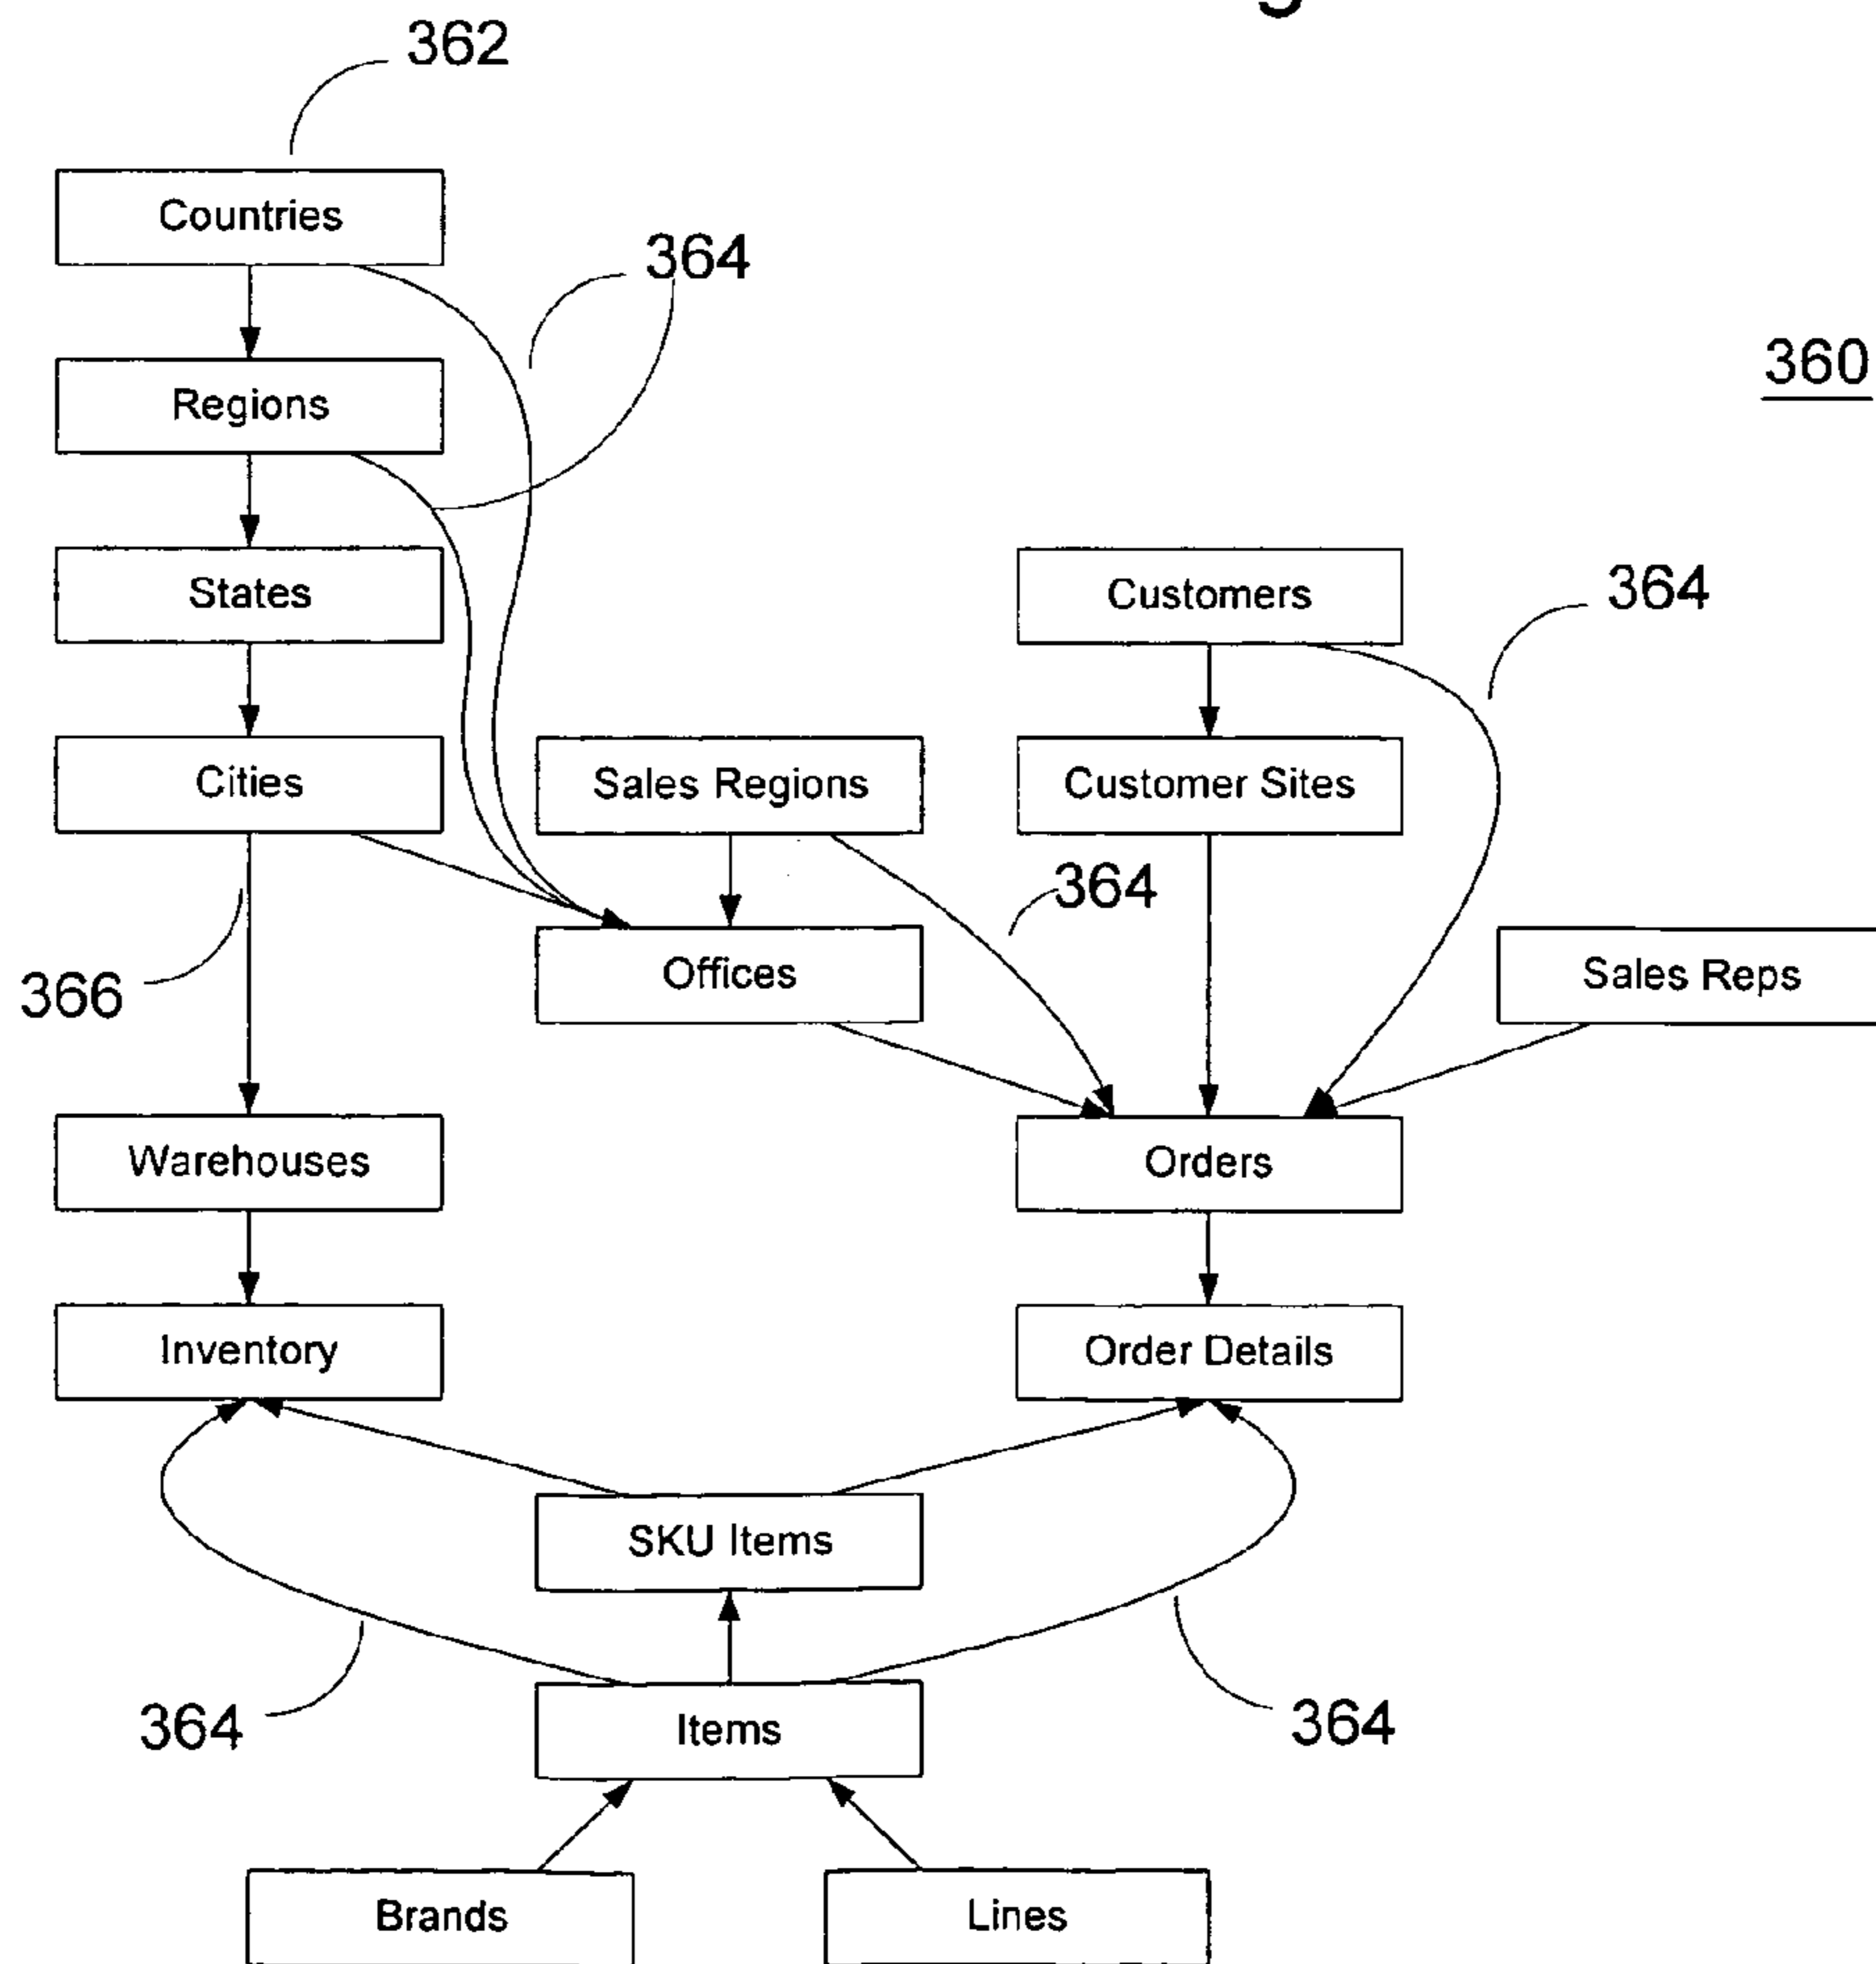 362
Countries
364
Regions
360
States
Customers
364
Cities
Sales Regions
Customer Sites
364
366
Offices
Sales Reps
Warehouses
Orders
Inventory
Order Details
SKU Items
364
Items
364
Brands
Lines